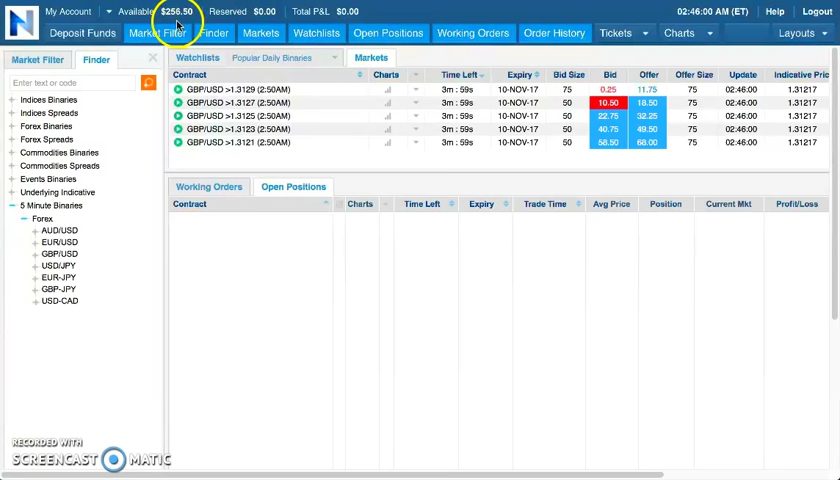 N
My Account Available $256.50 Reserved $0.00 Total P&L $0.00 02:46:00 AM (ET) Help Logout
Deposit Funds Market Filter Finder Markets Watchlists Open Positions Working Orders Order History Tickets Charts Layouts
Market Filter Finder
Enter text or code
Indices Binaries
Indices Spreads
Forex Binaries
Forex Spreads
Commodities Binaries
Commodities Spreads
Events Binaries
Underlying Indicative
5 Minute Binaries
Forex
AUD/USD
EUR/USD
GBP/USD
USD/JPY
EUR-JPY
GBP-JPY
USD-CAD
Watchlists Popular Daily Binaries Markets
Contract Charts Time Left Expiry Bid Size Bid Offer Offer Size Update Indicative Pric
GBP/USD >1.3129 (2:50AM) 3m : 59s 10-NOV-17 75 0.25 11.75 75 02:46:00 1.31217
GBP/USD >1.3127 (2:50AM) 3m : 59s 10-NOV-17 50 10.50 18.50 75 02:46:00 1.31217
GBP/USD >1.3125 (2:50AM) 3m : 59s 10-NOV-17 50 22.75 32.25 75 02:46:00 1.31217
GBP/USD >1.3123 (2:50AM) 3m : 59s 10-NOV-17 50 40.75 49.50 75 02:46:00 1.31217
GBP/USD >1.3121 (2:50AM) 3m : 59s 10-NOV-17 50 58.50 68.00 75 02:46:00 1.31217
Working Orders Open Positions
Contract Charts Time Left Expiry Trade Time Avg Price Position Current Mkt Profit/Loss
RECORDED WITH
SCREENCAST MATIC